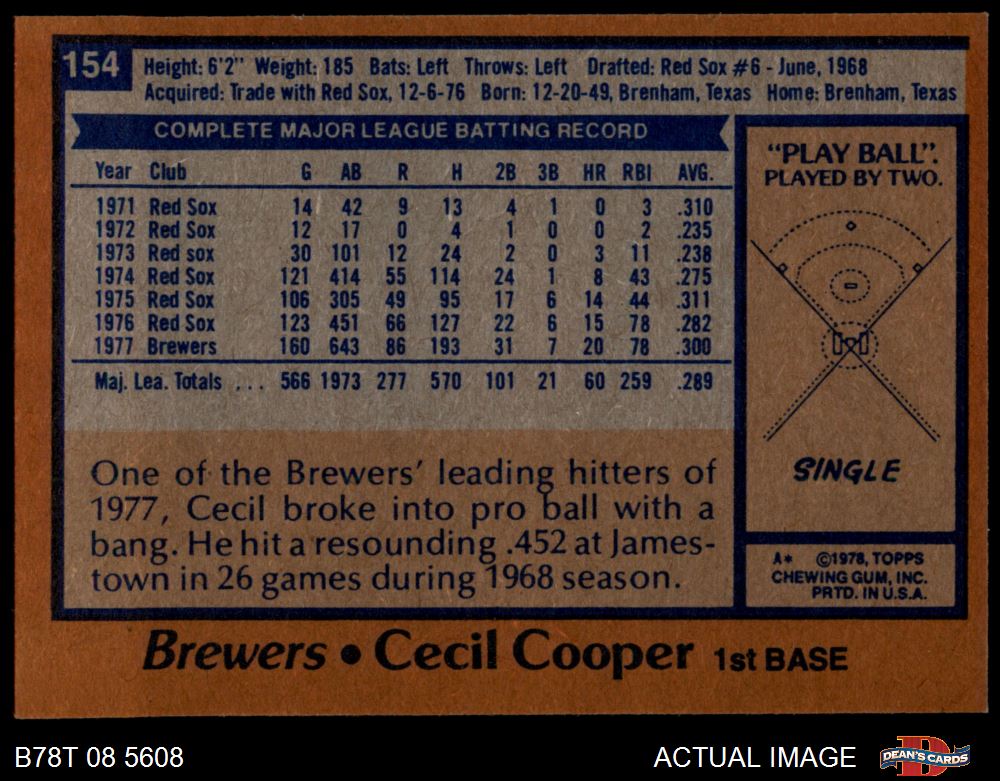 154
Height: 6'2" Weight: 185 Bats: Left Throws: Left Drafted: Red Sox #6 - June, 1968
Acquired: Trade with Red Sox, 12-6-76 Born: 12-20-49, Brenham, Texas Home: Brenham, Texas
COMPLETE MAJOR LEAGUE BATTING RECORD
Year Club G AB R H 2B 3B HR RBI AVG.
1971 Red Sox 14 42 9 13 4 1 0 3 .310
1972 Red Sox 12 17 0 4 1 0 0 2 .235
1973 Red sox 30 101 12 24 2 0 3 11 .238
1974 Red Sox 121 414 55 114 24 1 8 43 .275
1975 Red Sox 106 305 49 95 17 6 14 44 .311
1976 Red Sox 123 451 66 127 22 6 15 78 .282
1977 Brewers 160 643 86 193 31 7 20 78 .300
Maj. Lea. Totals ... 566 1973 277 570 101 21 60 259 .289
One of the Brewers' leading hitters of
1977, Cecil broke into pro ball with a
bang. He hit a resounding .452 at James-
town in 26 games during 1968 season.
"PLAY BALL".
PLAYED BY TWO.
SINGLE
A* ©1978, TOPPS
CHEWING GUM, INC.
PRTD. IN U.S.A.
Brewers • Cecil Cooper 1st BASE
B78T 08 5608
ACTUAL IMAGE
DEAN'S CARDS